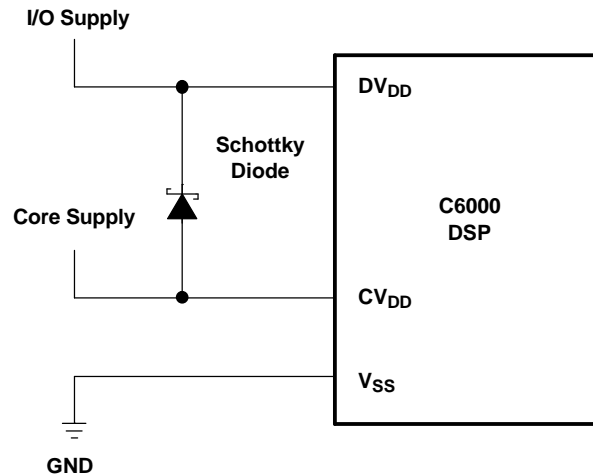 I/O Supply
DVDD
Schottky
Diode
C6000
DSP
Core Supply
CVDD
VSS
GND